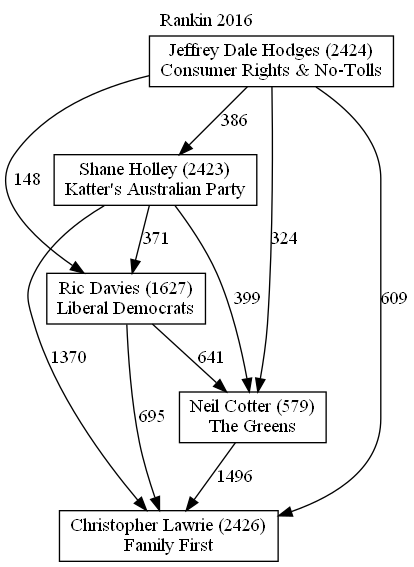 Rankin 2016
Jeffrey Dale Hodges (2424)
Consumer Rights & No-Tolls
386
Shane Holley (2423)
Katter's Australian Party
148
371
324
Ric Davies (1627)
Liberal Democrats
399
609
1370
641
Neil Cotter (579)
The Greens
695
1496
Christopher Lawrie (2426)
Family First